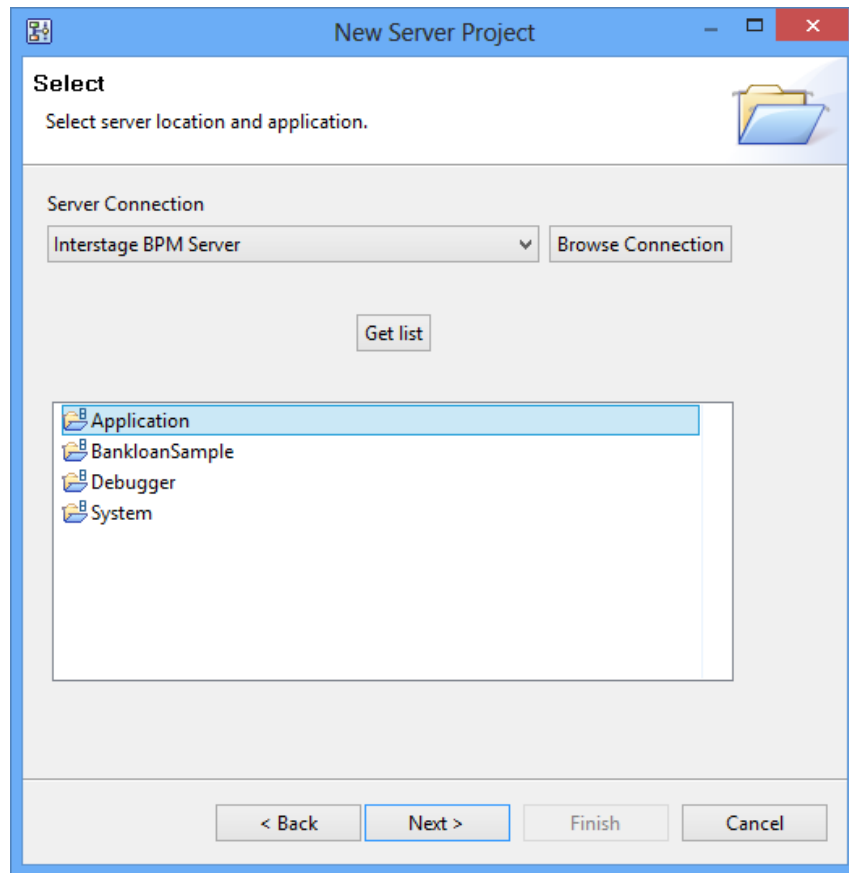 New Server Project
Select
Select server location and application.
Server Connection
Interstage BPM Server
Browse Connection
Get list
Application
BankloanSample
Debugger
System
< Back Next > Finish Cancel